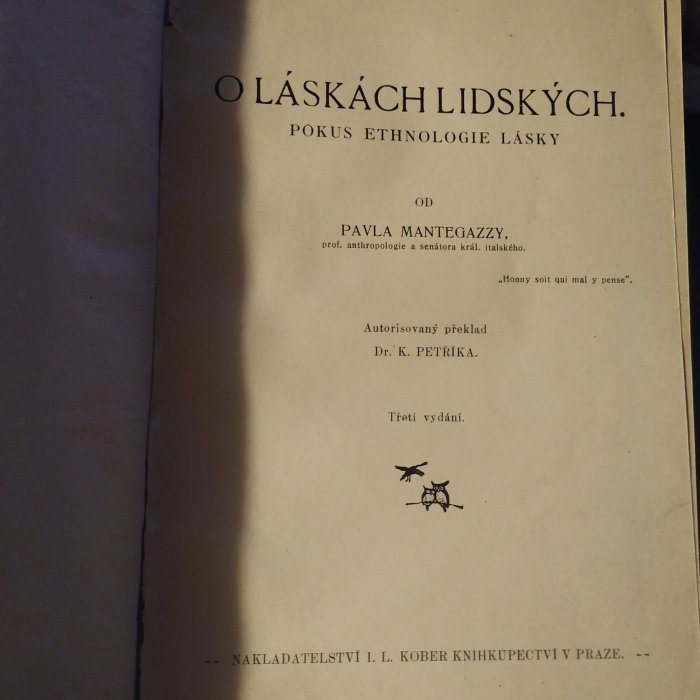 O LÁSKÁCH LIDSKÝCH.
POKUS ETHNOLOGIE LÁSKY
OD
PAVLA MANTEGAZZY,
prof. anthropologie a senátora král. italského.
„Honny soit qui mal y pense".
Autorisovaný překlad
Dr. K. PETŘÍKA.
Třetí vydání.
-- NAKLADATELSTVÍ I. L. KOBER KNIHKUPECTVÍ V PRAZE. --